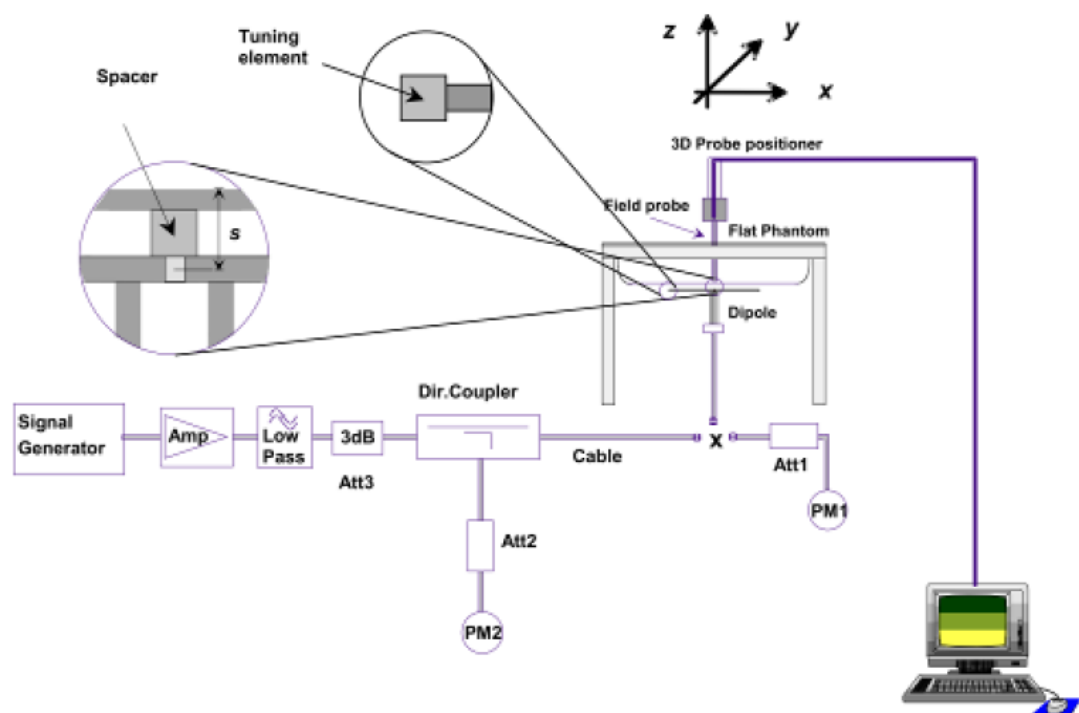 Tuning
element
Spacer
z
y
x
3D Probe positioner
s
Field probe
Flat Phantom
Dipole
Dir.Coupler
Signal
Generator
Amp
Low
Pass
3dB
Att3
Cable
x
Att1
PM1
Att2
PM2